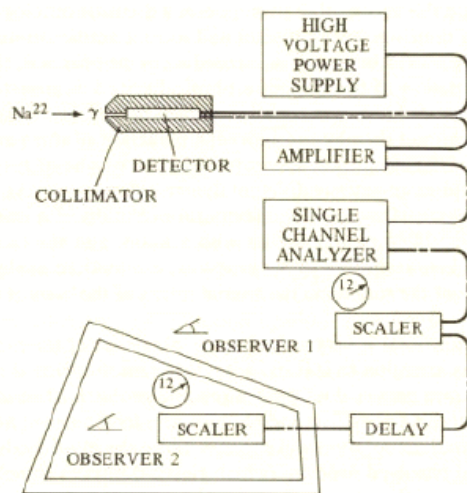 HIGH
VOLTAGE
POWER
SUPPLY
Na²² → γ
DETECTOR
COLLIMATOR
AMPLIFIER
SINGLE
CHANNEL
ANALYZER
12
SCALER
OBSERVER 1
12
SCALER
DELAY
OBSERVER 2